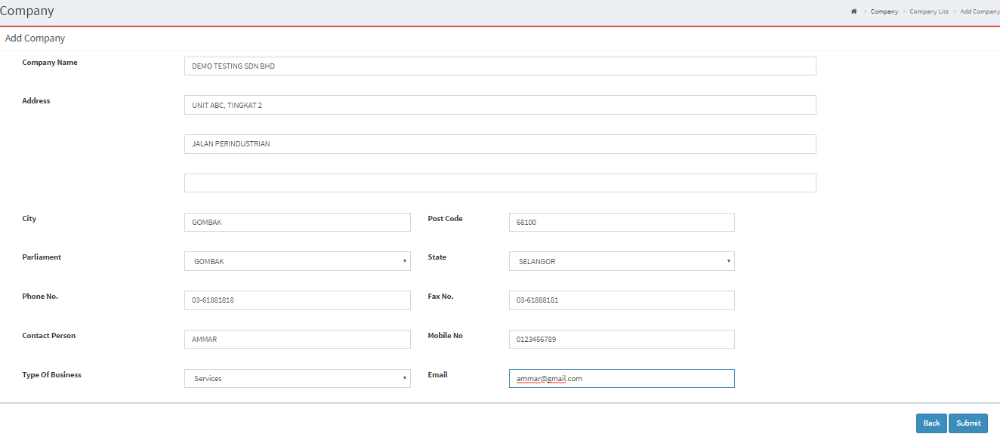 Company
> Company > Company List > Add Company
Add Company
Company Name
DEMO TESTING SDN BHD
Address
UNIT ABC, TINGKAT 2
JALAN PERINDUSTRIAN
City
GOMBAK
Post Code
68100
Parliament
GOMBAK
State
SELANGOR
Phone No.
03-61881818
Fax No.
03-61888181
Contact Person
AMMAR
Mobile No
0123456789
Type Of Business
Services
Email
ammar@gmail.com
Back
Submit